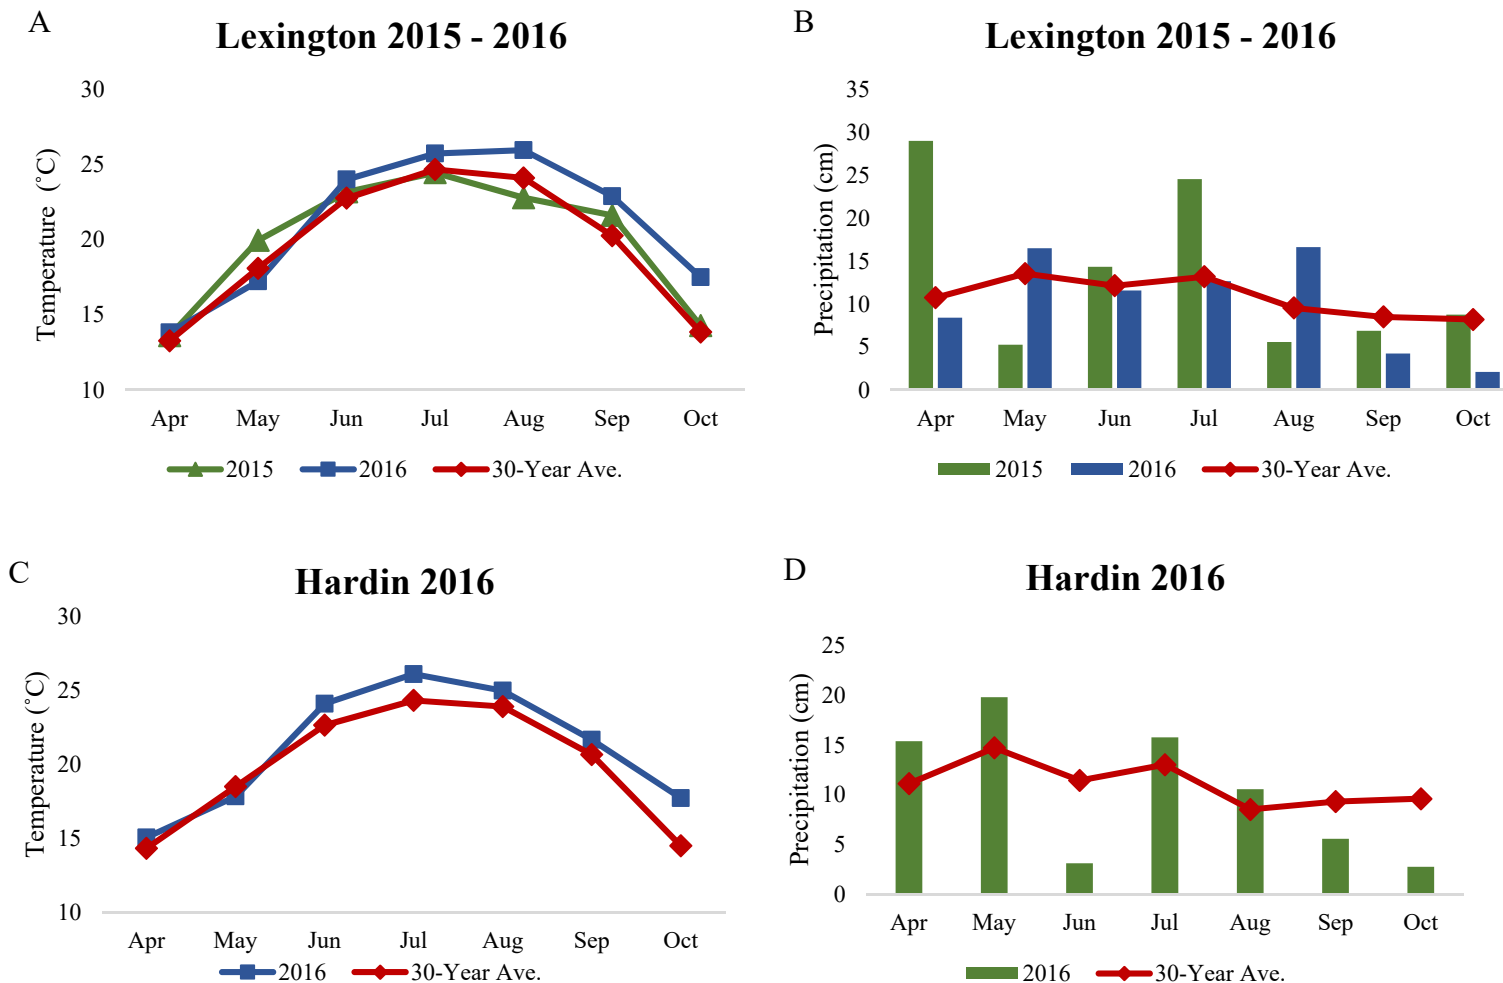 A
Lexington 2015 - 2016
30
25
20
15
10
Temperature (˚C)
Apr May Jun Jul Aug Sep Oct
2015 2016 30-Year Ave.
B
Lexington 2015 - 2016
35
30
25
20
15
10
5
0
Precipitation (cm)
Apr May Jun Jul Aug Sep Oct
2015 2016 30-Year Ave.
C
Hardin 2016
30
25
20
15
10
Temperature (˚C)
Apr May Jun Jul Aug Sep Oct
2016 30-Year Ave.
D
Hardin 2016
25
20
15
10
5
0
Precipitation (cm)
Apr May Jun Jul Aug Sep Oct
2016 30-Year Ave.